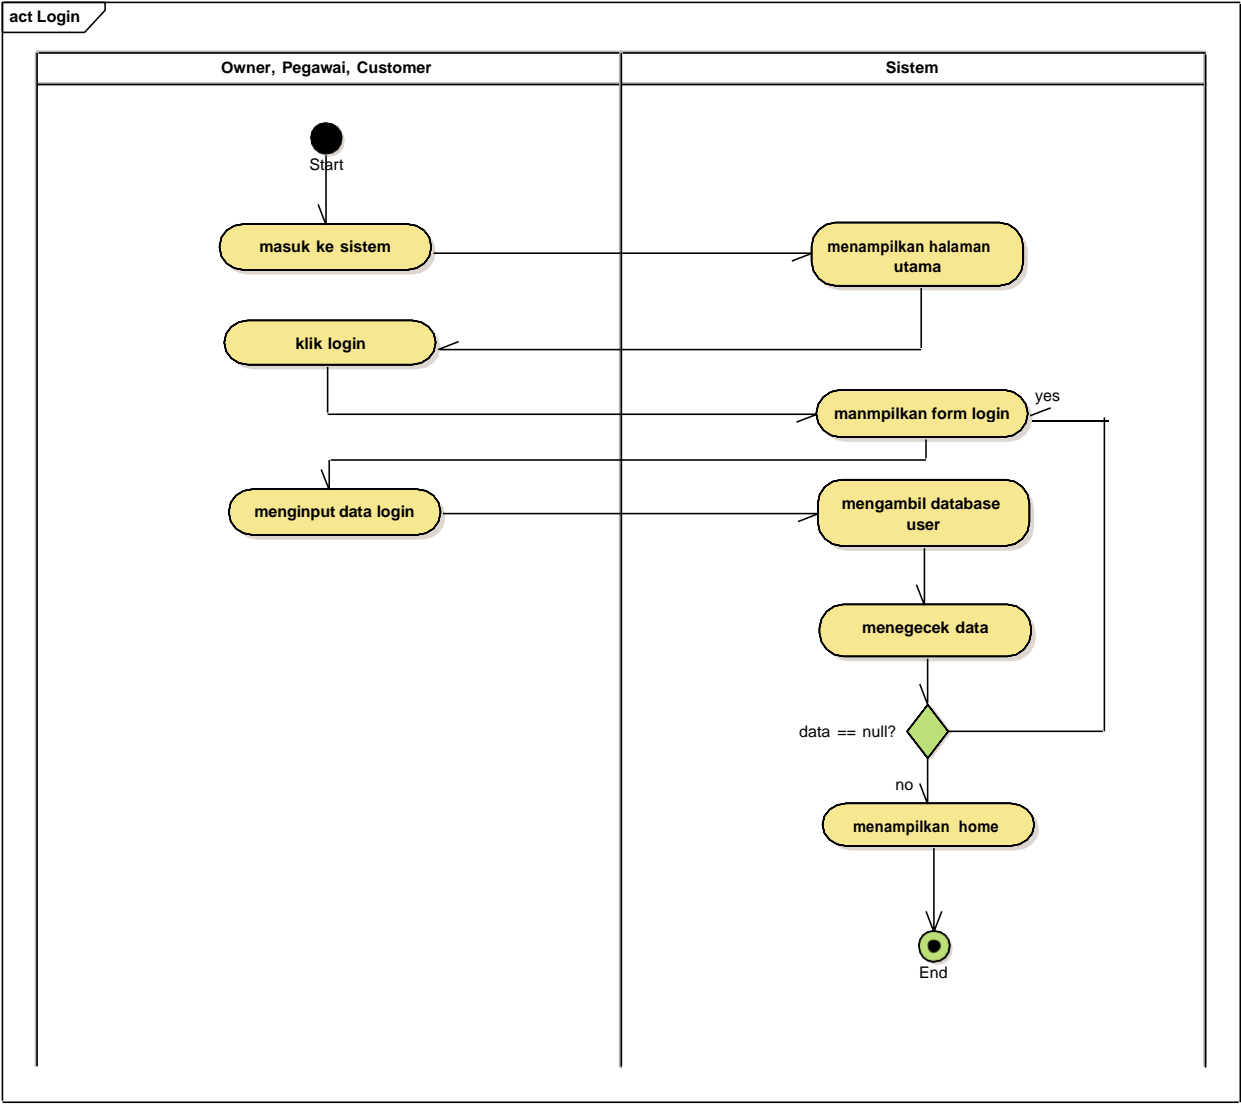 act Login
Owner, Pegawai, Customer
Sistem
Start
masuk ke sistem
menampilkan halaman
utama
klik login
manmpilkan form login
yes
menginput data login
mengambil database
user
menegecek data
data == null?
no
menampilkan home
End